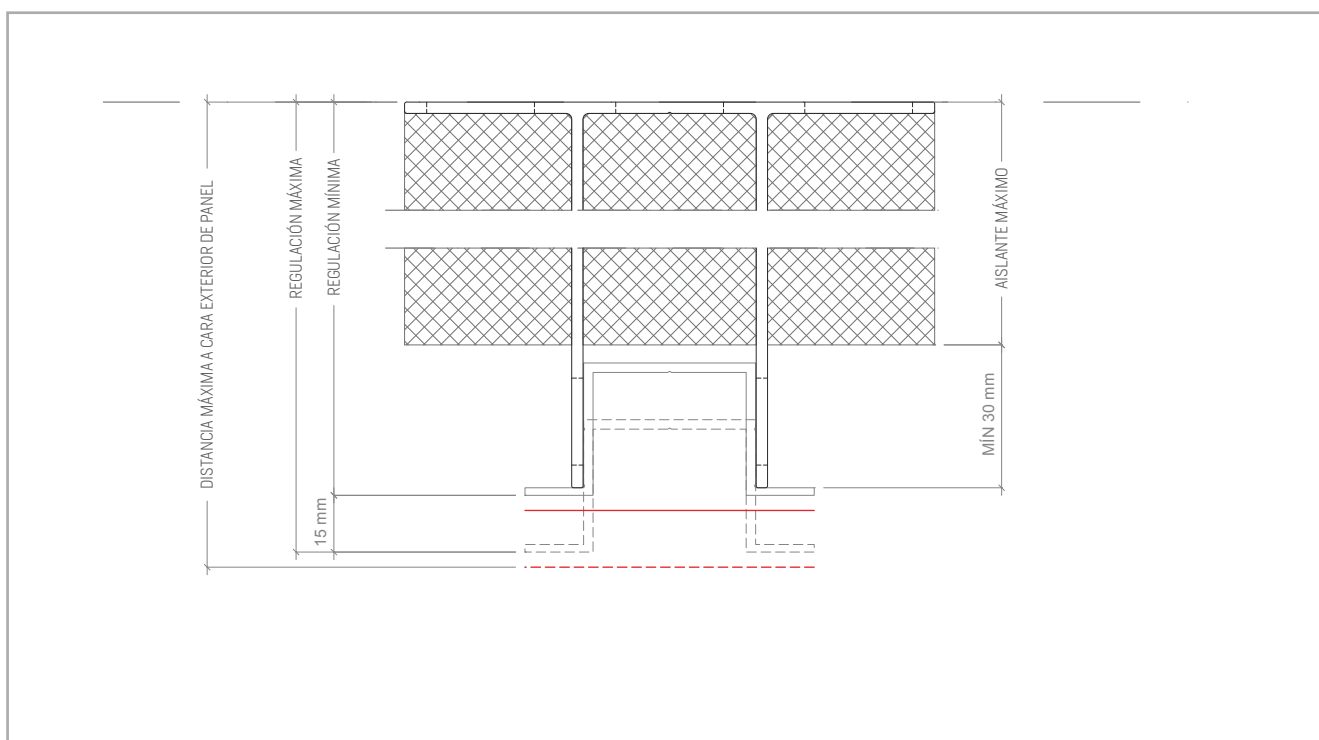 DISTANCIA MÁXIMA A CARA EXTERIOR DE PANEL
REGULACIÓN MÁXIMA
REGULACIÓN MÍNIMA
15 mm
AISLANTE MÁXIMO
MÍN 30 mm